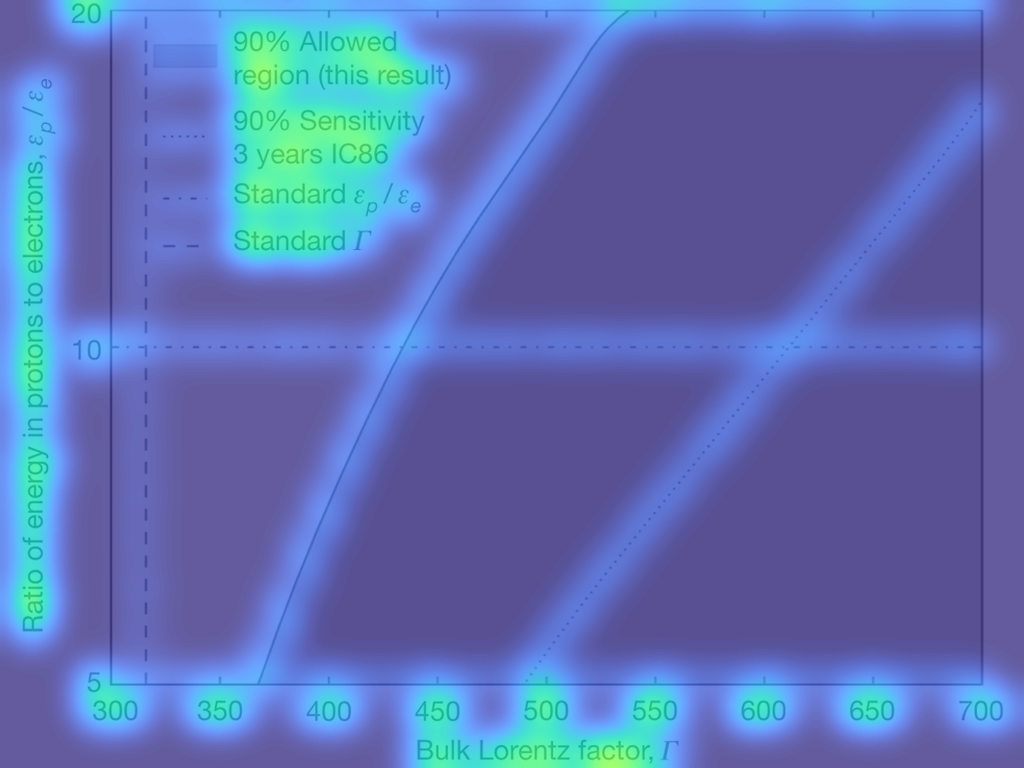 20
90% Allowed
region (this result)
90% Sensitivity
3 years IC86
Standard εp / εe
Standard Γ
Ratio of energy in protons to electrons, εp / εe
10
5
300 350 400 450 500 550 600 650 700
Bulk Lorentz factor, Γ